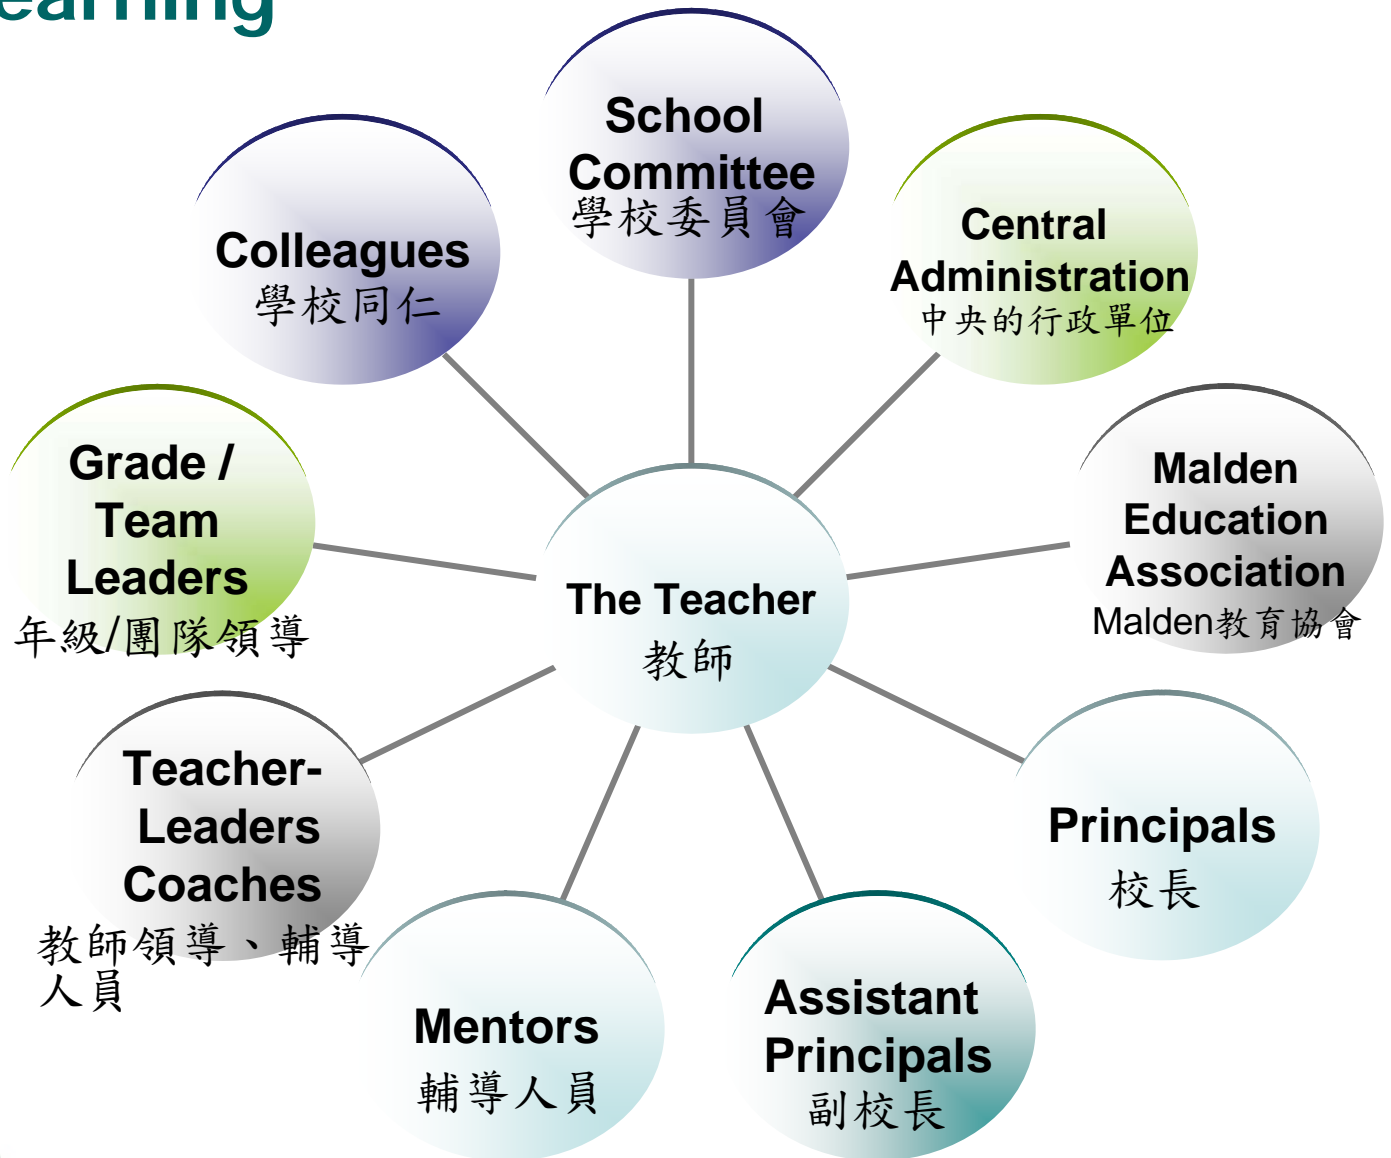 earning
School
Committee
學校委員會
Colleagues
學校同仁
Central
Administration
中央的行政單位
Grade /
Team
Leaders
年級/團隊領導
Malden
Education
Association
Malden教育協會
The Teacher
教師
Teacher-
Leaders
Coaches
教師領導、輔導
人員
Principals
校長
Mentors
輔導人員
Assistant
Principals
副校長